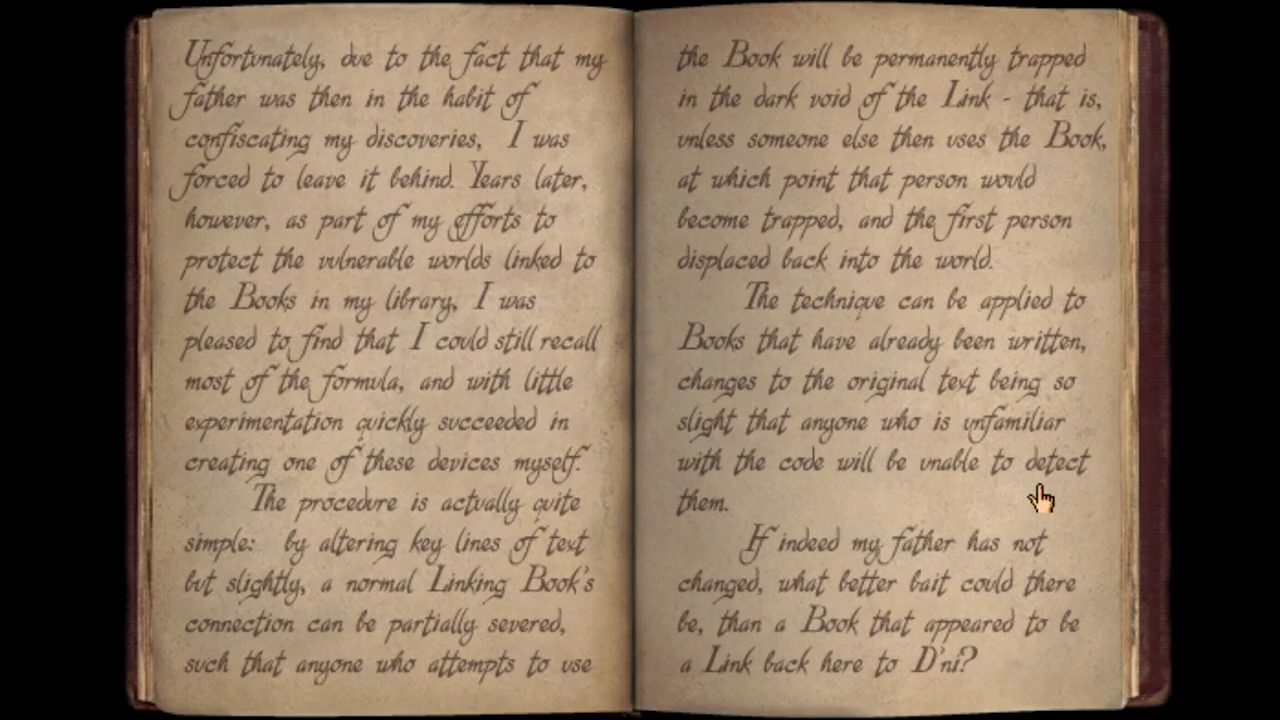 Unfortunately, due to the fact that my
father was then in the habit of
confiscating my discoveries, I was
forced to leave it behind. Years later,
however, as part of my efforts to
protect the vulnerable worlds linked to
the Books in my library, I was
pleased to find that I could still recall
most of the formula, and with little
experimentation quickly succeeded in
creating one of these devices myself.
The procedure is actually quite
simple: by altering key lines of text
but slightly, a normal Linking Book's
connection can be partially severed,
such that anyone who attempts to use
the Book will be permanently trapped
in the dark void of the Link - that is,
unless someone else then uses the Book,
at which point that person would
become trapped, and the first person
displaced back into the world.
The technique can be applied to
Books that have already been written,
changes to the original text being so
slight that anyone who is unfamiliar
with the code will be unable to detect
them.
If indeed my father has not
changed, what better bait could there
be, than a Book that appeared to be
a Link back here to D'ni?